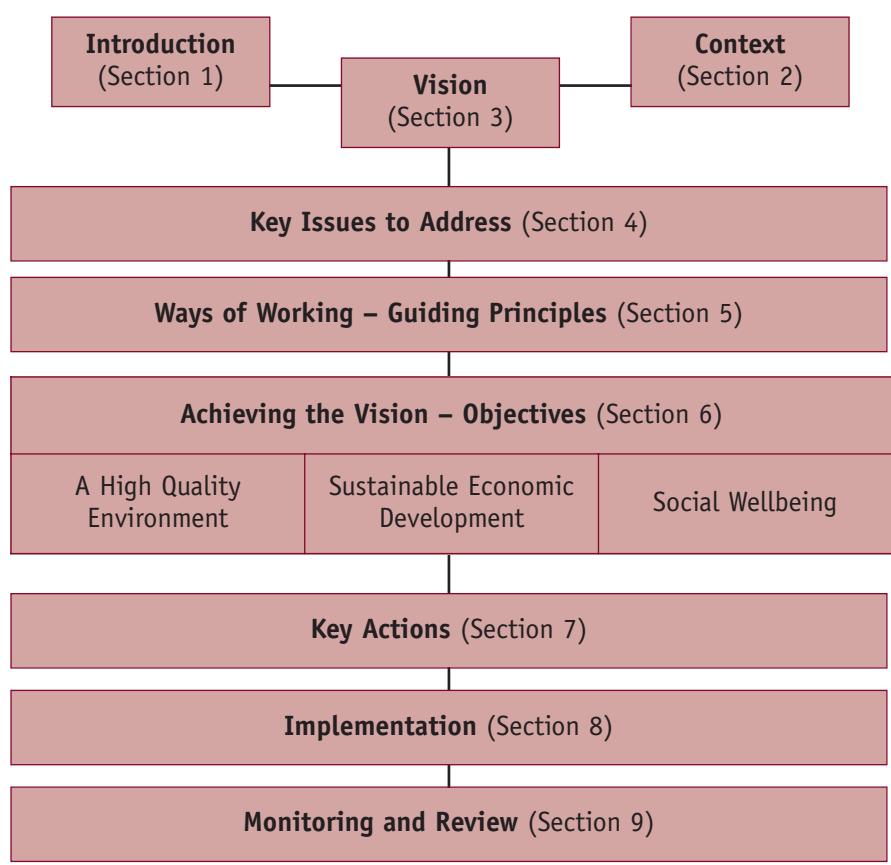 Introduction
(Section 1)
Context
(Section 2)
Vision
(Section 3)
Key Issues to Address (Section 4)
Ways of Working – Guiding Principles (Section 5)
Achieving the Vision – Objectives (Section 6)
A High Quality
Environment
Sustainable Economic
Development
Social Wellbeing
Key Actions (Section 7)
Implementation (Section 8)
Monitoring and Review (Section 9)